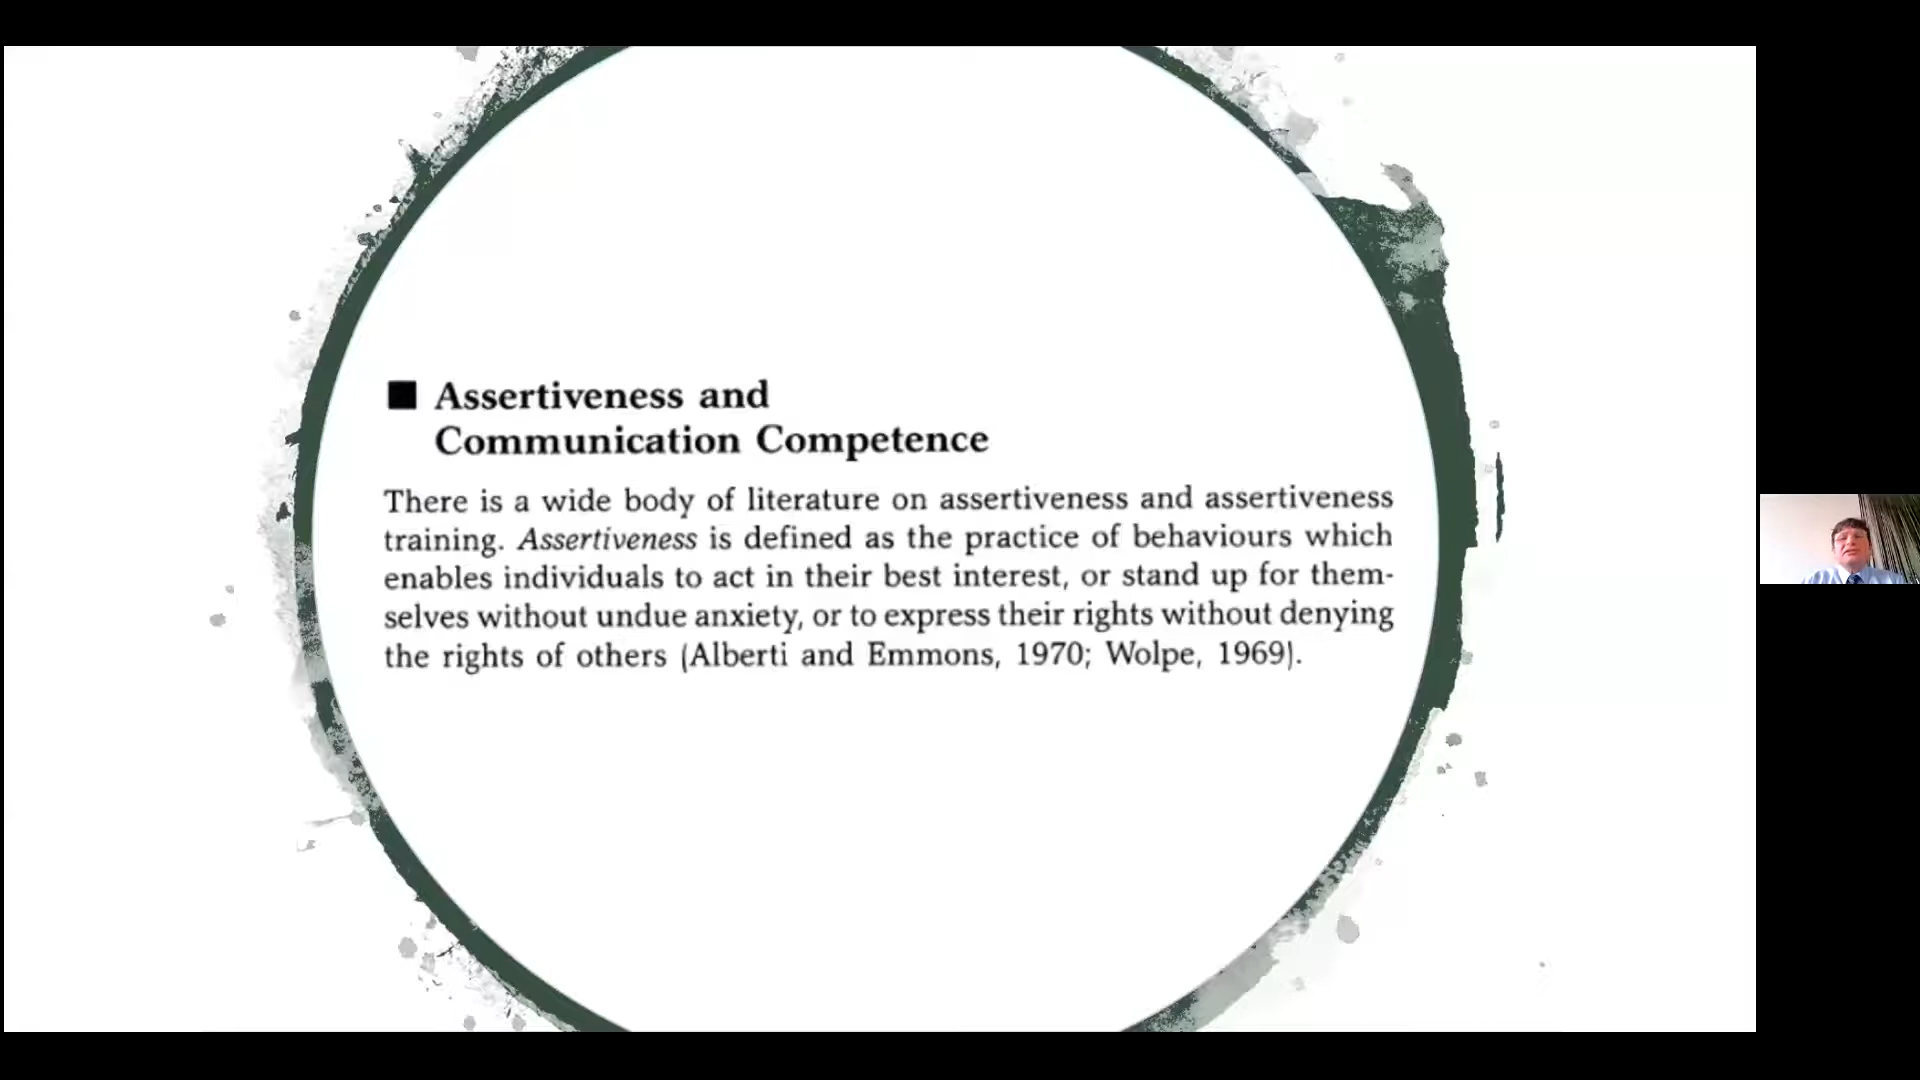 Assertiveness and
Communication Competence
There is a wide body of literature on assertiveness and assertiveness
training. Assertiveness is defined as the practice of behaviours which
enables individuals to act in their best interest, or stand up for them-
selves without undue anxiety, or to express their rights without denying
the rights of others (Alberti and Emmons, 1970; Wolpe, 1969).